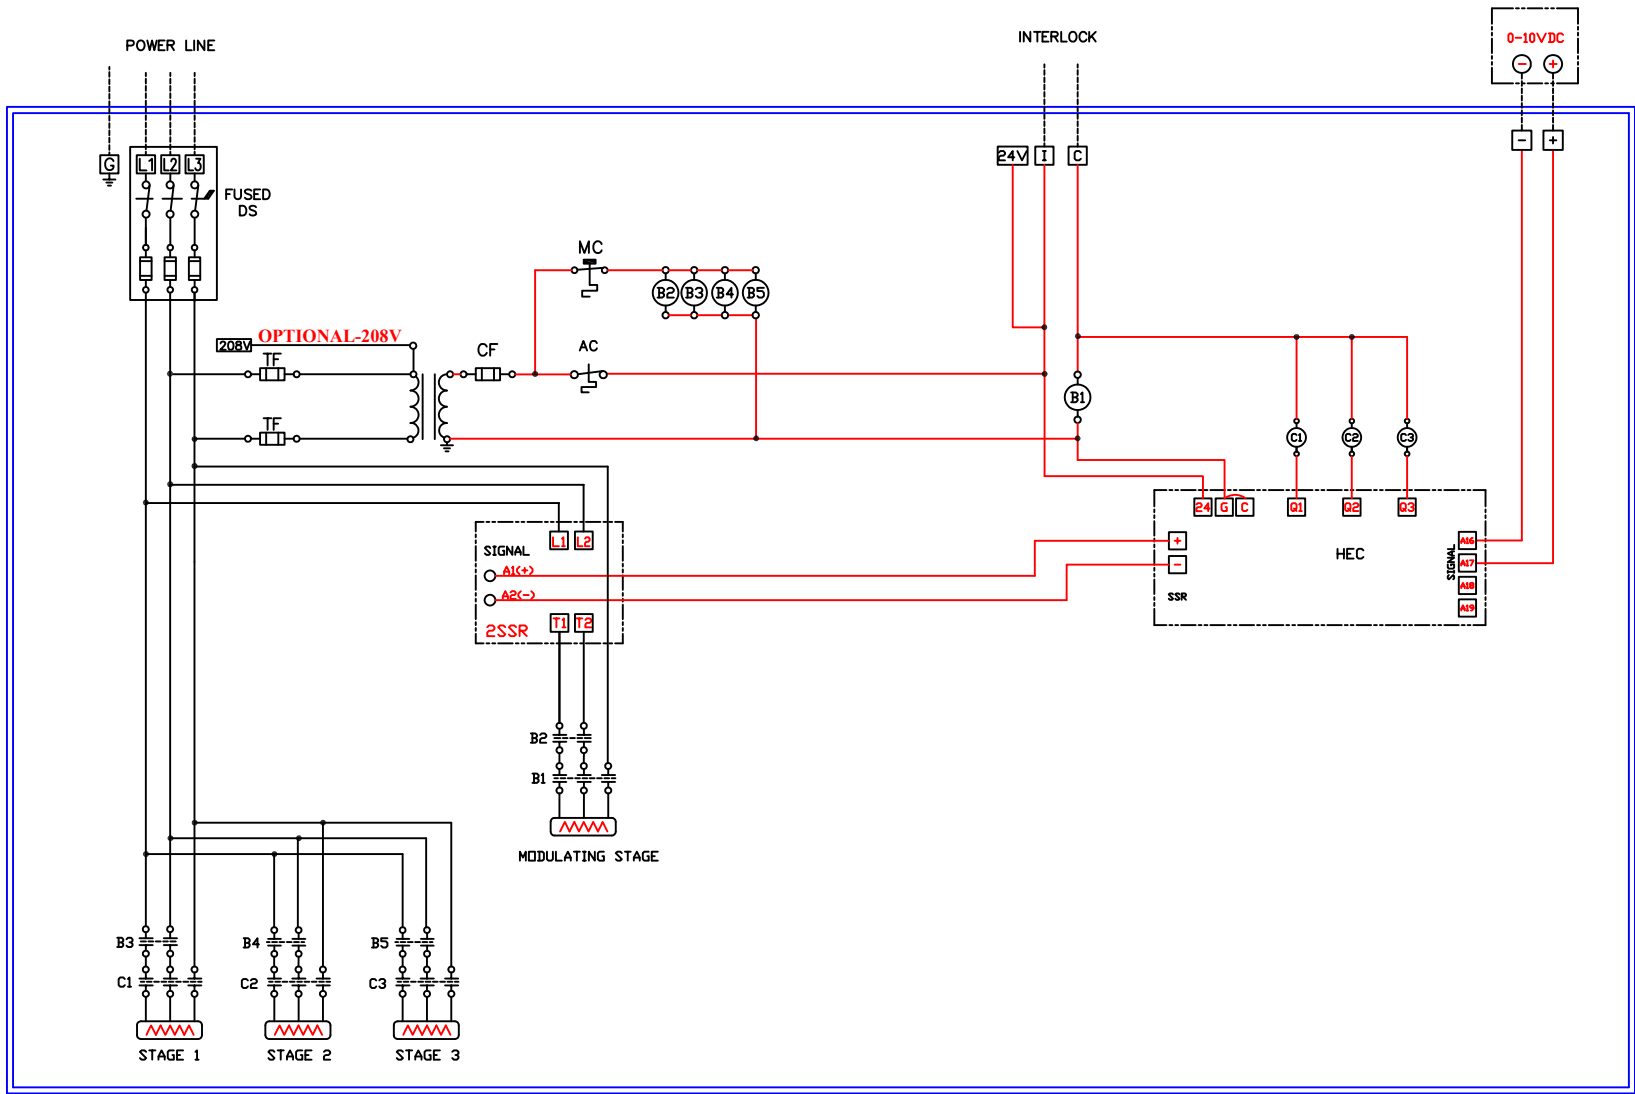 POWER LINE
INTERLOCK
0-10VDC
- +
- +
G L1 L2 L3
24V I C
FUSED
DS
MC
B2 B3 B4 B5
OPTIONAL-208V
208V
TF
CF
AC
B1
TF
C1 C2 C3
24 G C Q1 Q2 Q3
L1 L2
SIGNAL
A1(+)
A2(-)
T1 T2
2SSR
+
-
SSR
HEC
SIGNAL
A16
A17
A18
A19
B2
B1
MODULATING STAGE
B3 B4 B5
C1 C2 C3
STAGE 1 STAGE 2 STAGE 3